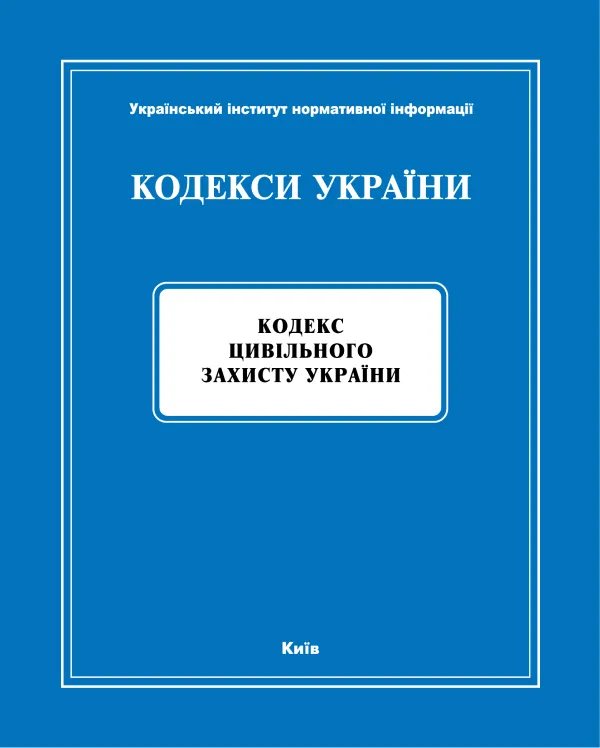 Український інститут нормативної інформації
КОДЕКСИ УКРАЇНИ
КОДЕКС
ЦИВІЛЬНОГО
ЗАХИСТУ УКРАЇНИ
Київ